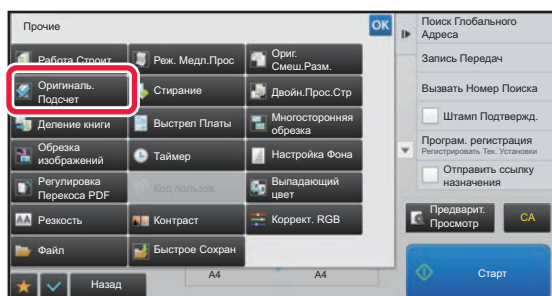 Прочие
OK
Работа Строит
Реж. Медл.Прос
Ориг.
Смеш.Разм.
Оригиналь.
Подсчет
Стирание
Двойн.Прос.Стр
Деление книги
Выстрел Платы
Многосторонняя
обрезка
Обрезка
изображений
Таймер
Настройка Фона
Регулировка
Перекоса PDF
Код пользов.
Выпадающий
цвет
Резкость
Контраст
Коррект. RGB
Файл
Быстрое Сохран
Назад
A4
A4
Поиск Глобального
Адреса
Запись Передач
Вызвать Номер Поиска
Штамп Подтвержд.
Програм. регистрация
Регистрировать Тек. Установки
Отправить ссылку
назначения
Предварит.
Просмотр
CA
Старт